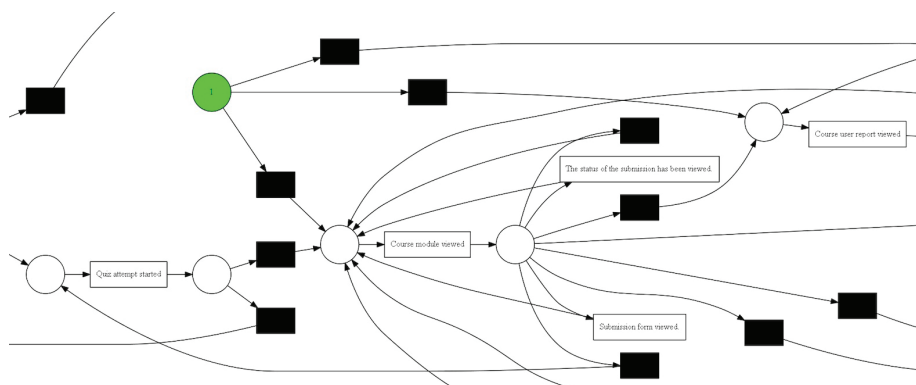 1
Course user report viewed
The status of the submission has been viewed.
Course module viewed
Quiz attempt started
Submission form viewed.